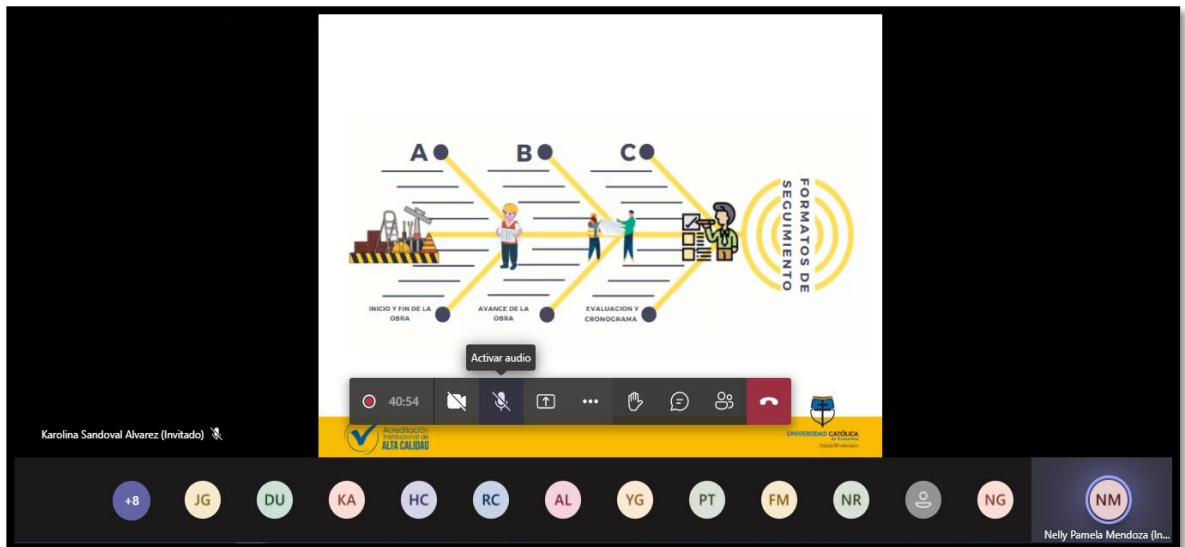 A B C
FORMATOS DE
SEGUIMIENTO
INICIO Y FIN DE LA
OBRA
AVANCE DE LA
OBRA
EVALUACION Y
CRONOGRAMA
Activar audio
40:54
Karolina Sandoval Alvarez (Invitado)
Acreditación
Institucional de
ALTA CALIDAD
UNIVERSIDAD CATÓLICA
de Colombia
+8 JG DU KA HC RC AL YG PT FM NR NG NM
Nelly Pamela Mendoza (In...